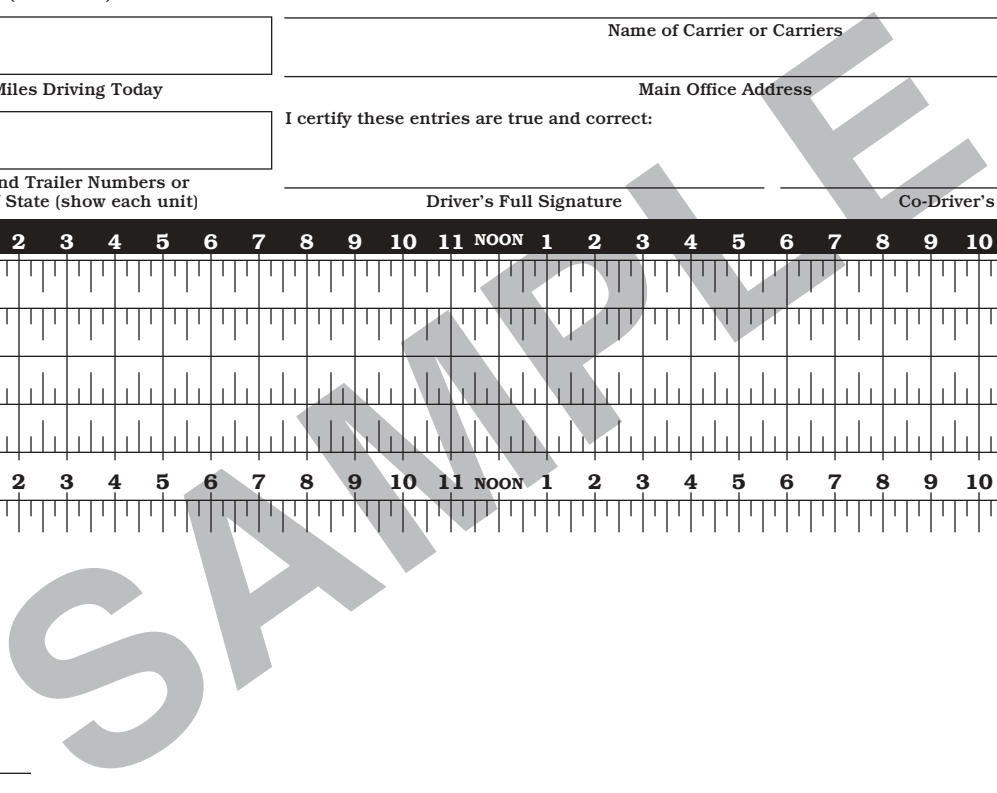 Name of Carrier or Carriers
Miles Driving Today
Main Office Address
I certify these entries are true and correct:
nd Trailer Numbers or
State (show each unit)
Driver's Full Signature
Co-Driver's
2 3 4 5 6 7 8 9 10 11 NOON 1 2 3 4 5 6 7 8 9 10
2 3 4 5 6 7 8 9 10 11 NOON 1 2 3 4 5 6 7 8 9 10
SAMPLE